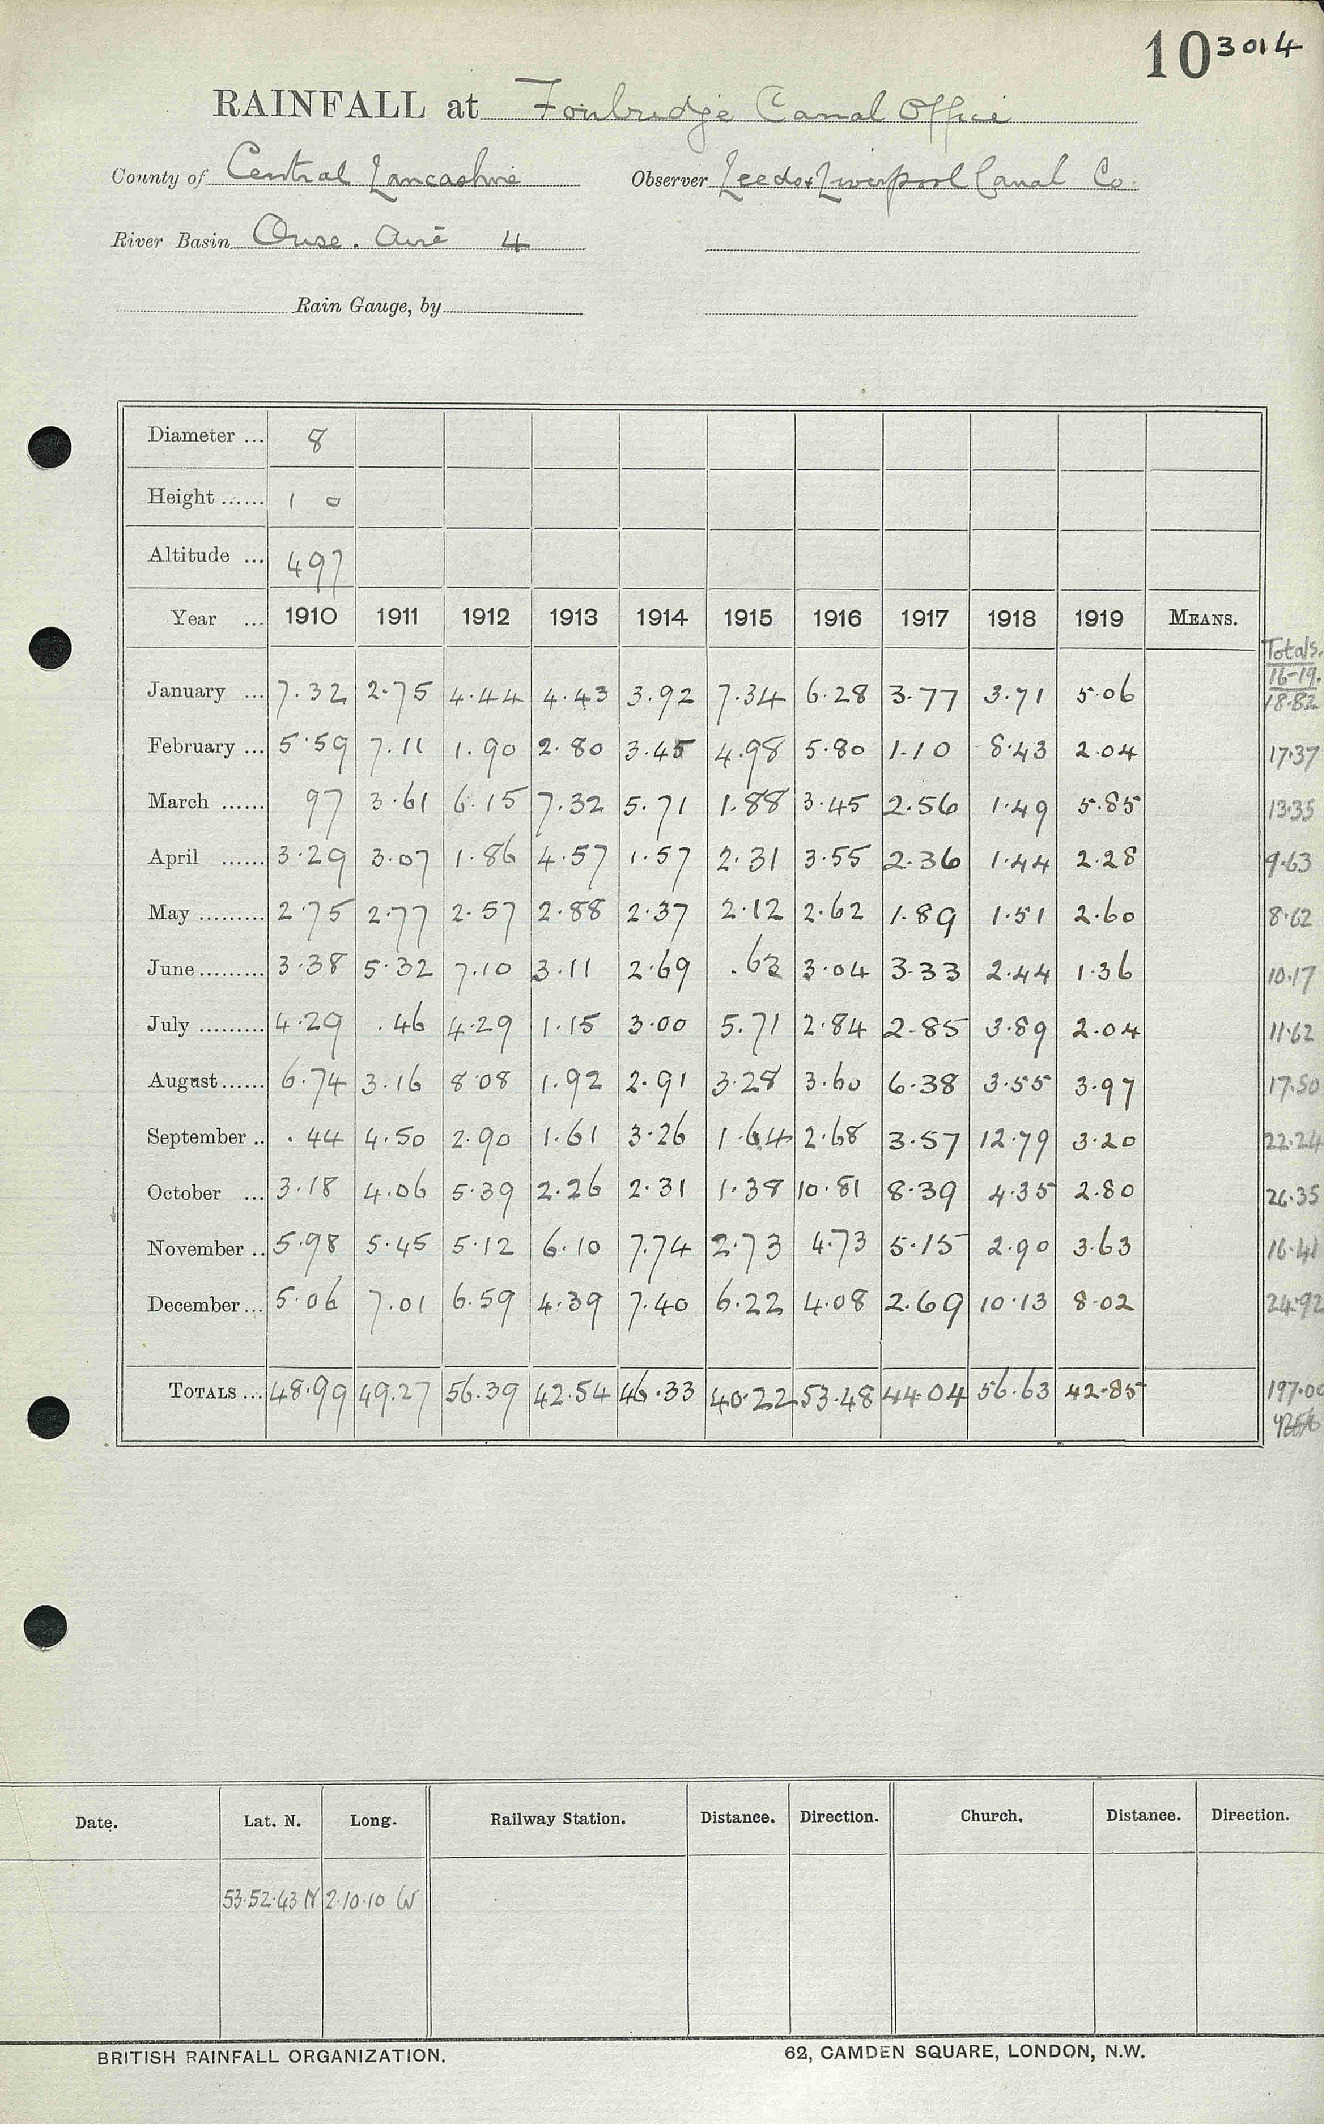 10 3014
RAINFALL at Foulridge Canal Office
County of Central Lancashire Observer Leeds & Liverpool Canal Co.
River Basin Ouse. Aire 4
Rain Gauge, by
Diameter ... 8
Height ...... 1 0
Altitude ... 497
Year ... 1910 1911 1912 1913 1914 1915 1916 1917 1918 1919 MEANS.
Totals.
16-19.
January ... 7.32 2.75 4.44 4.43 3.92 7.34 6.28 3.77 3.71 5.06 18.82
February ... 5.59 7.11 1.90 2.80 3.45 4.98 5.80 1.10 8.43 2.04 17.37
March ...... 97 3.61 6.15 7.32 5.71 1.88 3.45 2.56 1.49 5.85 13.35
April ...... 3.29 3.07 1.86 4.57 1.57 2.31 3.55 2.36 1.44 2.28 9.63
May ......... 2.75 2.77 2.57 2.88 2.37 2.12 2.62 1.89 1.51 2.60 8.62
June ......... 3.38 5.32 7.10 3.11 2.69 .63 3.04 3.33 2.44 1.36 10.17
July ......... 4.29 .46 4.29 1.15 3.00 5.71 2.84 2.85 3.89 2.04 11.62
August ...... 6.74 3.16 8.08 1.92 2.91 3.28 3.60 6.38 3.55 3.97 17.50
September .. .44 4.50 2.90 1.61 3.26 1.64 2.68 3.57 12.79 3.20 22.24
October ... 3.18 4.06 5.39 2.26 2.31 1.38 10.81 8.39 4.35 2.80 26.35
November .. 5.98 5.45 5.12 6.10 7.74 2.73 4.73 5.15 2.90 3.63 16.41
December ... 5.06 7.01 6.59 4.39 7.40 6.22 4.08 2.69 10.13 8.02 24.92
TOTALS ... 48.99 49.27 56.39 42.54 46.33 40.22 53.48 44.04 56.63 42.85 197.00
Date. Lat. N. Long. Railway Station. Distance. Direction. Church. Distance. Direction.
53.52.43 N 2.10.10 W
BRITISH RAINFALL ORGANIZATION. 62, CAMDEN SQUARE, LONDON, N.W.